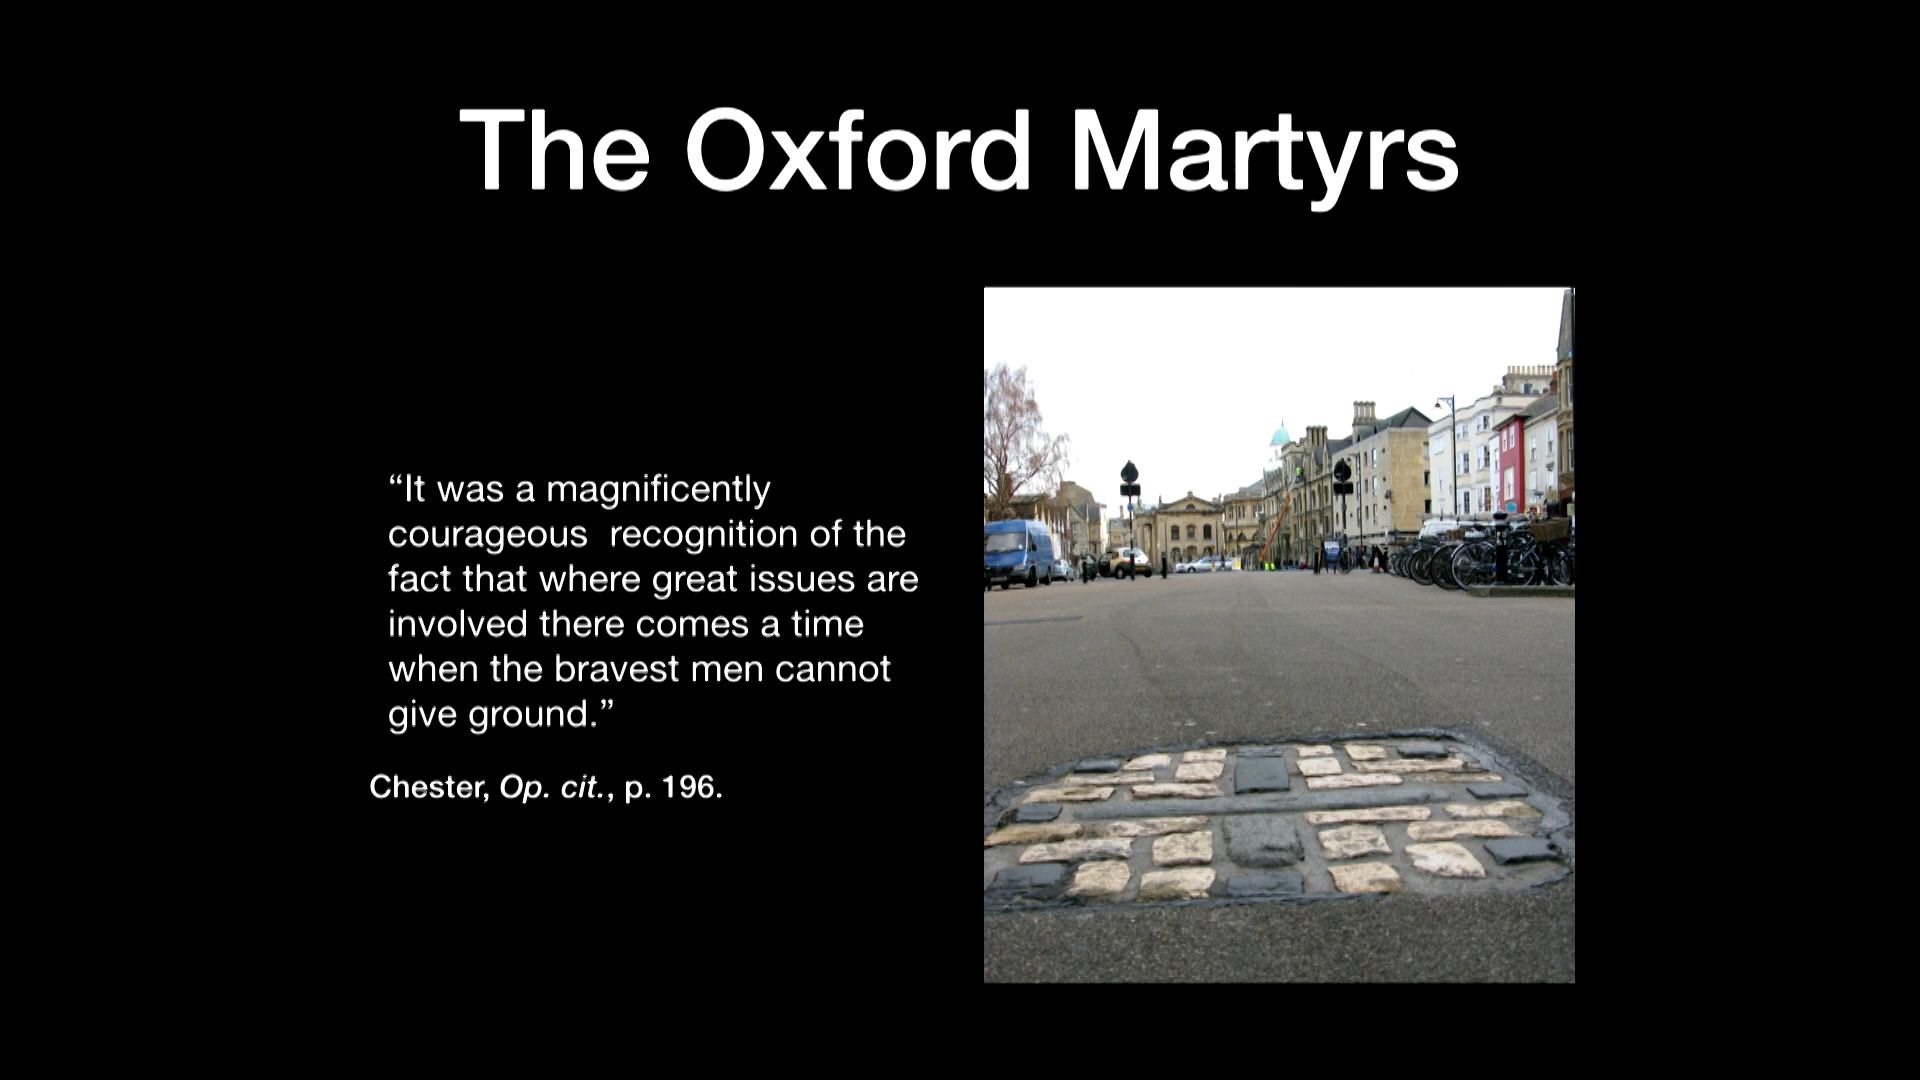 The Oxford Martyrs
“It was a magnificently
courageous  recognition of the
fact that where great issues are
involved there comes a time
when the bravest men cannot
give ground.”
Chester, Op. cit., p. 196.